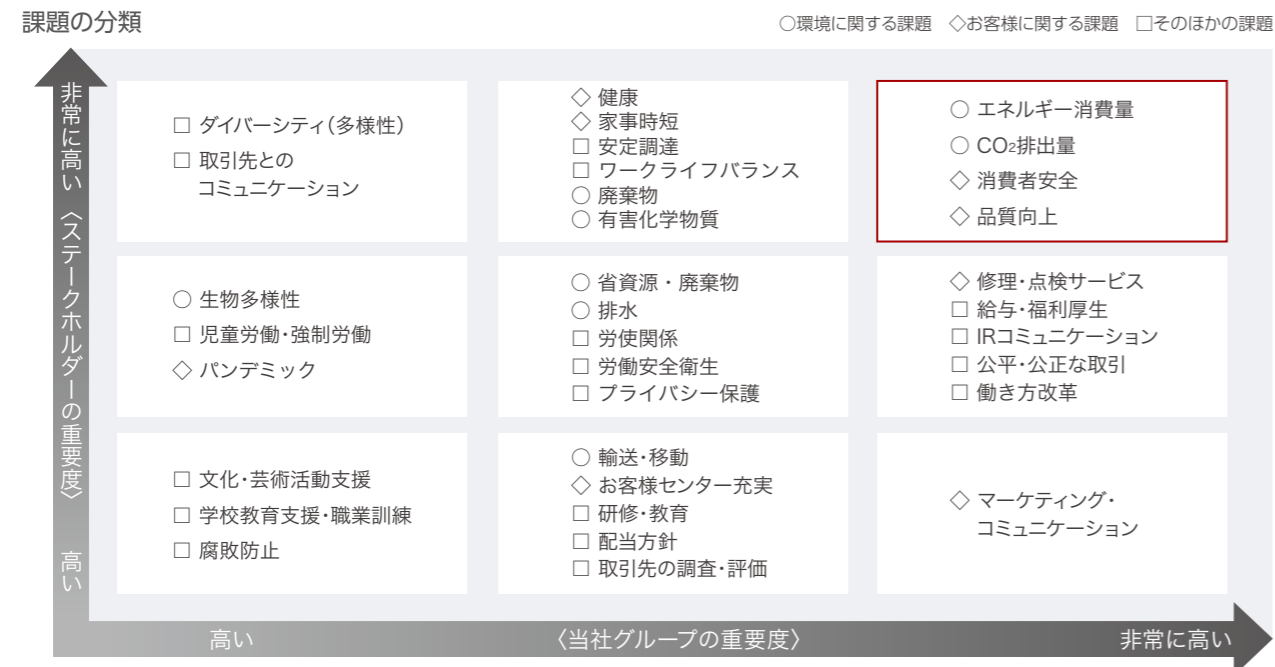 課題の分類
○環境に関する課題 ◇お客様に関する課題 □そのほかの課題
非常に高い 〈ステークホルダーの重要度〉 高い
□ ダイバーシティ(多様性)
□ 取引先との
コミュニケーション
◇ 健康
◇ 家事時短
□ 安定調達
□ ワークライフバランス
○ 廃棄物
○ 有害化学物質
○ エネルギー消費量
○ CO₂排出量
◇ 消費者安全
◇ 品質向上
○ 生物多様性
□ 児童労働・強制労働
◇ パンデミック
○ 省資源・廃棄物
○ 排水
□ 労使関係
□ 労働安全衛生
□ プライバシー保護
◇ 修理・点検サービス
□ 給与・福利厚生
□ IRコミュニケーション
□ 公平・公正な取引
□ 働き方改革
□ 文化・芸術活動支援
□ 学校教育支援・職業訓練
□ 腐敗防止
○ 輸送・移動
◇ お客様センター充実
□ 研修・教育
□ 配当方針
□ 取引先の調査・評価
◇ マーケティング・
コミュニケーション
高い 〈当社グループの重要度〉 非常に高い